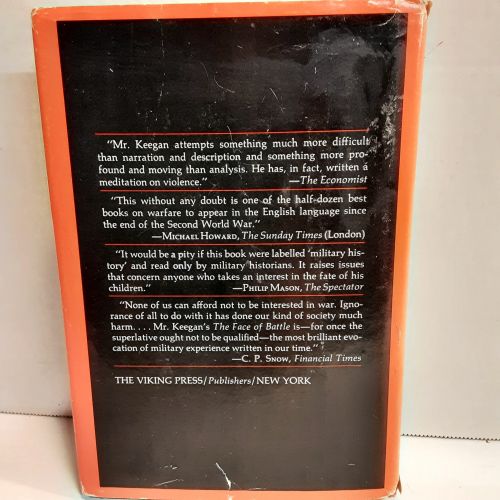 "Mr. Keegan attempts something much more difficult
than narration and description and something more pro-
found and moving than analysis. He has, in fact, written a
meditation on violence." —The Economist
"This without any doubt is one of the half-dozen best
books on warfare to appear in the English language since
the end of the Second World War."
—MICHAEL HOWARD, The Sunday Times (London)
"It would be a pity if this book were labelled 'military his-
tory' and read only by military historians. It raises issues
that concern anyone who takes an interest in the fate of his
children." —PHILIP MASON, The Spectator
"None of us can afford not to be interested in war. Igno-
rance of all to do with it has done our kind of society much
harm. . . . Mr. Keegan's The Face of Battle is—for once the
superlative ought not to be qualified—the most brilliant evo-
cation of military experience written in our time."
—C. P. SNOW, Financial Times
THE VIKING PRESS/Publishers/NEW YORK